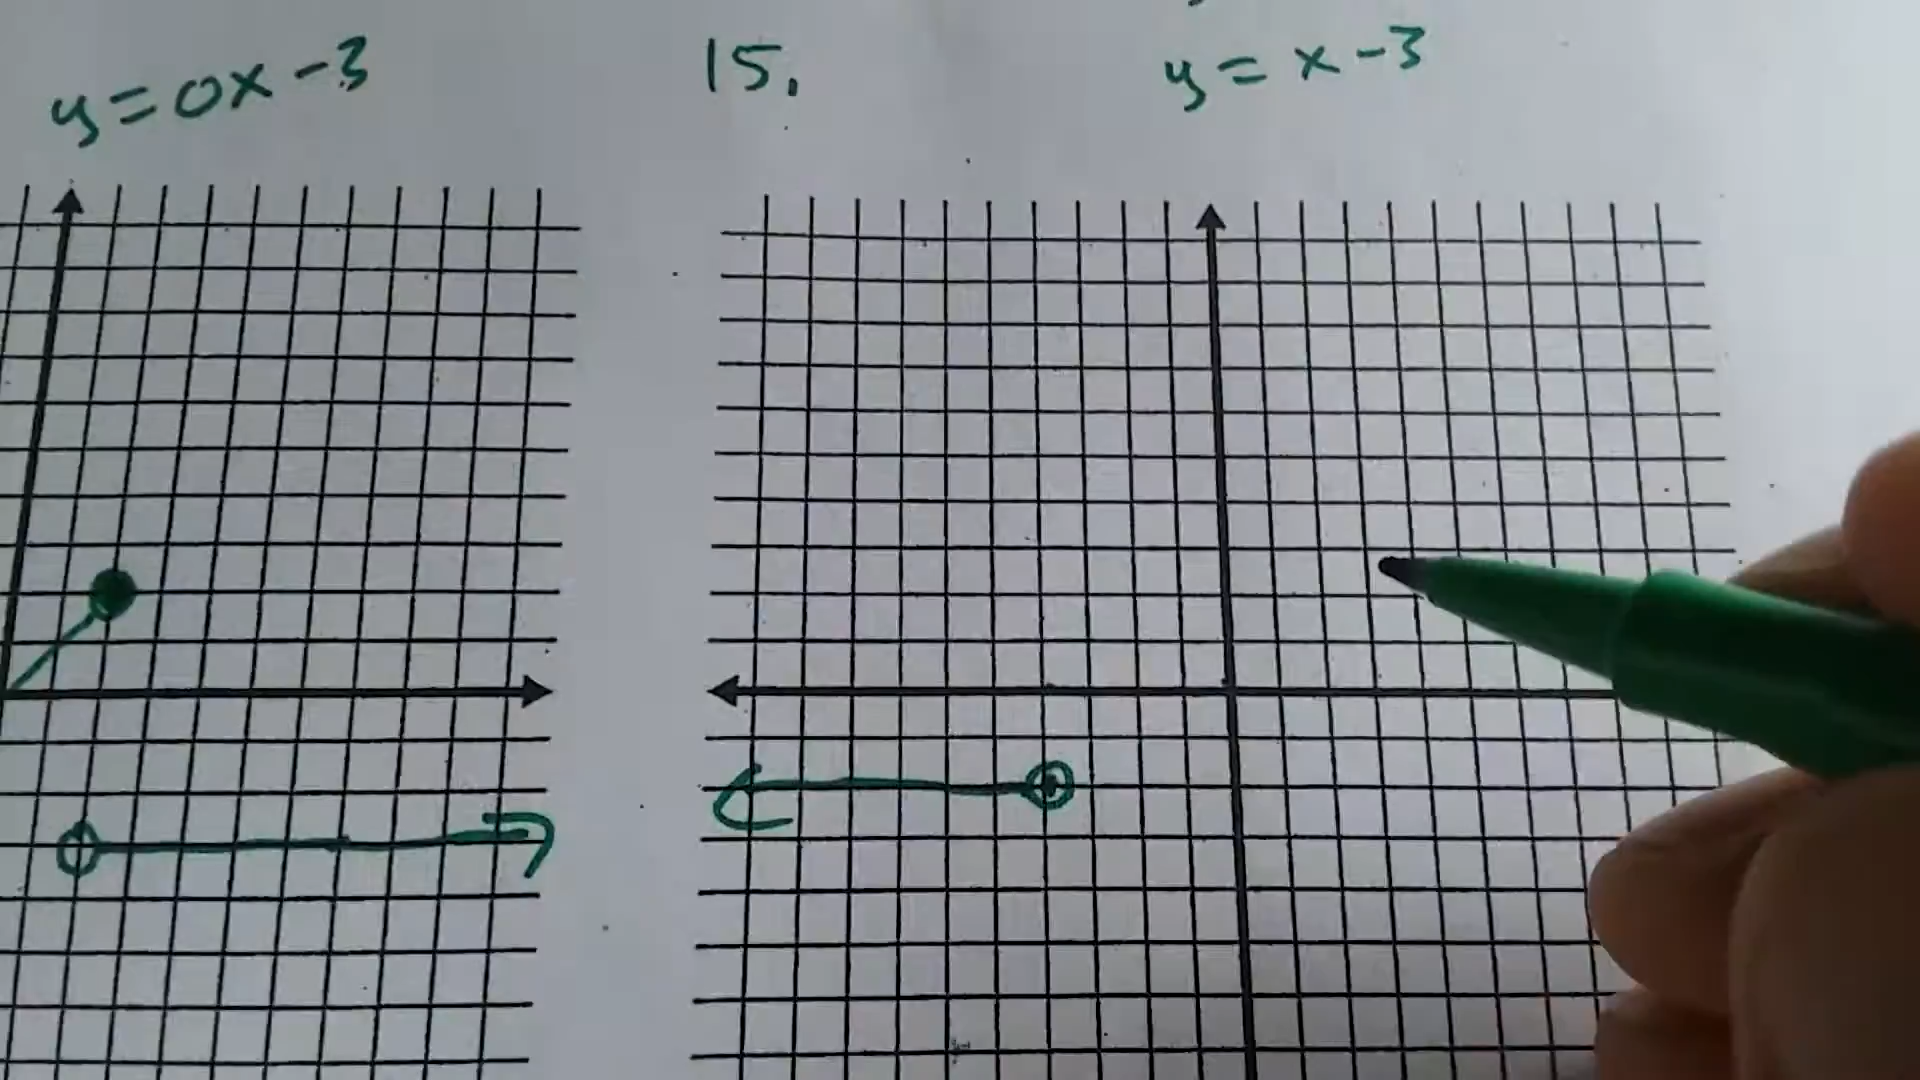 y = 0x - 3
15.
y = x - 3